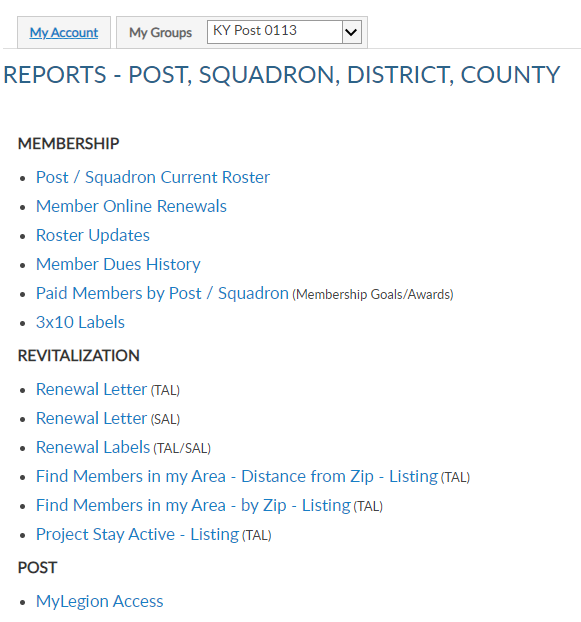 My Account My Groups KY Post 0113
REPORTS - POST, SQUADRON, DISTRICT, COUNTY
MEMBERSHIP
• Post / Squadron Current Roster
• Member Online Renewals
• Roster Updates
• Member Dues History
• Paid Members by Post / Squadron (Membership Goals/Awards)
• 3x10 Labels
REVITALIZATION
• Renewal Letter (TAL)
• Renewal Letter (SAL)
• Renewal Labels (TAL/SAL)
• Find Members in my Area - Distance from Zip - Listing (TAL)
• Find Members in my Area - by Zip - Listing (TAL)
• Project Stay Active - Listing (TAL)
POST
• MyLegion Access